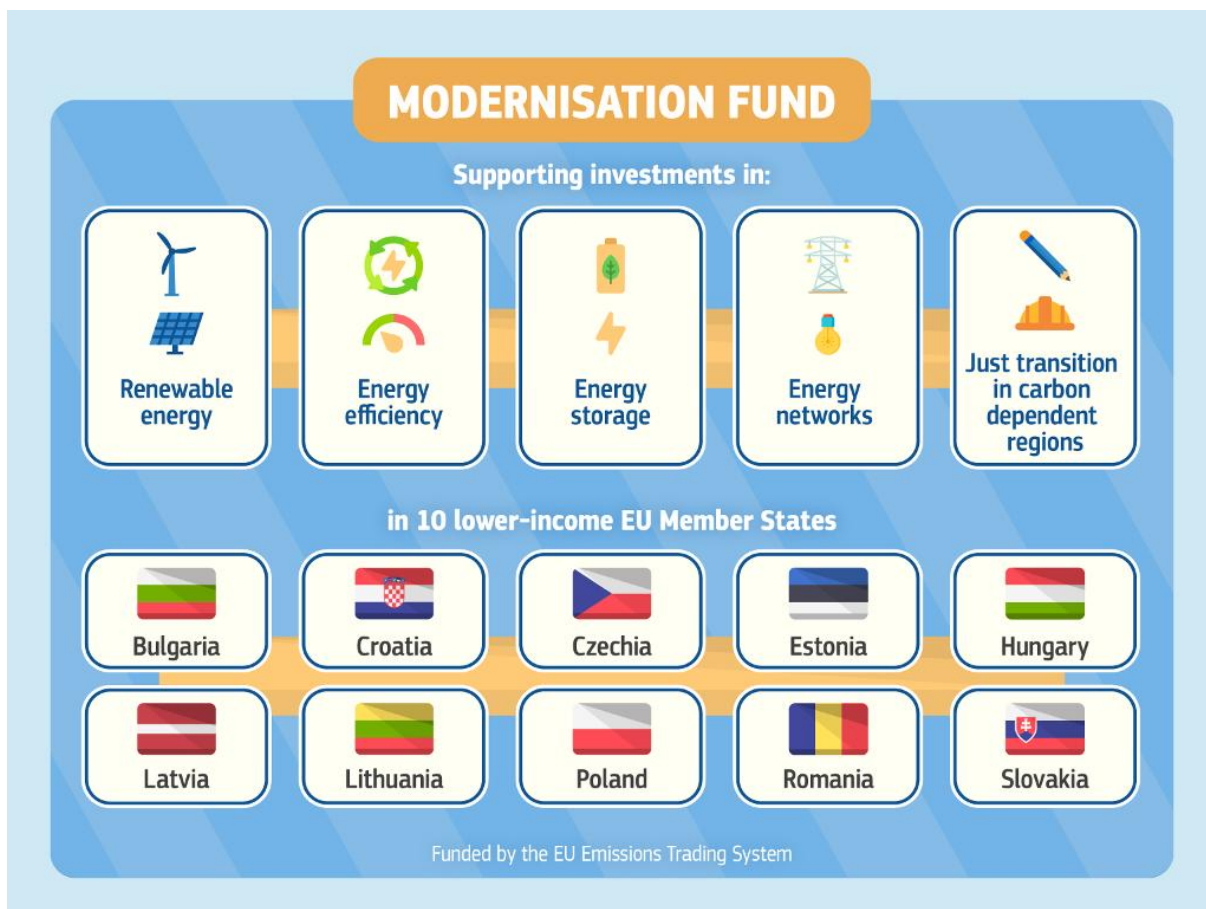 MODERNISATION FUND
Supporting investments in:
Renewable
energy
Energy
efficiency
Energy
storage
Energy
networks
Just transition
in carbon
dependent
regions
in 10 lower-income EU Member States
Bulgaria
Croatia
Czechia
Estonia
Hungary
Latvia
Lithuania
Poland
Romania
Slovakia
Funded by the EU Emissions Trading System